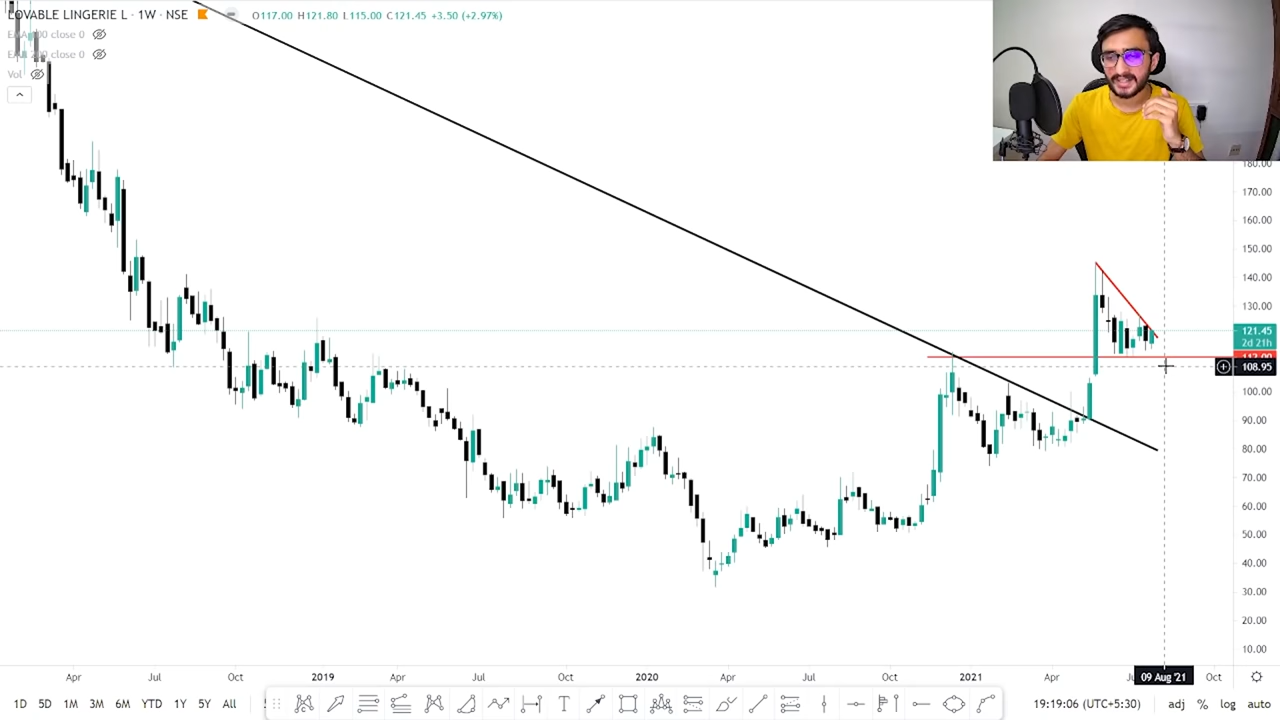 LOVABLE LINGERIE L · 1W · NSE O117.00 H121.80 L115.00 C121.45 +3.50 (+2.97%)
close 0
close 0
Vol
180.00
170.00
160.00
150.00
140.00
130.00
121.45
2d 21h
108.95
100.00
90.00
80.00
70.00
60.00
50.00
40.00
30.00
20.00
10.00
Apr Jul Oct 2019 Apr Jul Oct 2020 Apr Jul Oct 2021 Apr 09 Aug '21 Oct
1D 5D 1M 3M 6M YTD 1Y 5Y All T 19:19:06 (UTC+5:30) adj % log auto